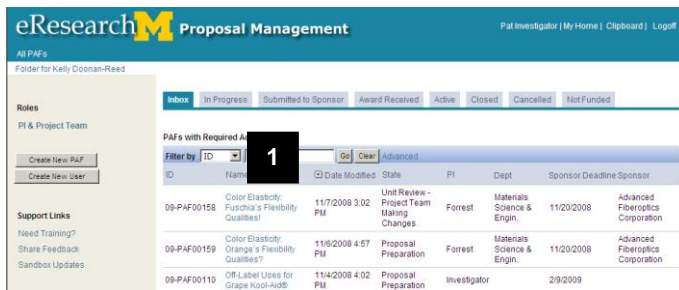 eResearch M Proposal Management
Pat Investigator | My Home | Clipboard | Logoff
All PAFs
Folder for Kelly Doonan-Reed
Roles
PI & Project Team
Create New PAF
Create New User
Support Links
Need Training?
Share Feedback
Sandbox Updates
Inbox In Progress Submitted to Sponsor Award Received Active Closed Cancelled Not Funded
PAFs with Required
Filter by ID 1 Go Clear Advanced
ID Name Date Modified State PI Dept Sponsor Deadline Sponsor
09-PAF00158 Color Elasticity: Fuschia's Flexibility Qualities! 11/7/2008 3:02 PM Unit Review - Project Team Making Changes Forrest Materials Science & Engin. 11/20/2008 Advanced Fiberoptics Corporation
09-PAF00159 Color Elasticity: Orange's Flexibility Qualities? 11/6/2008 4:57 PM Proposal Preparation Forrest Materials Science & Engin. 11/20/2008 Advanced Fiberoptics Corporation
09-PAF00110 Off-Label Uses for Grape Kool-Aid® 11/4/2008 4:02 PM Proposal Preparation Investigator 2/9/2009